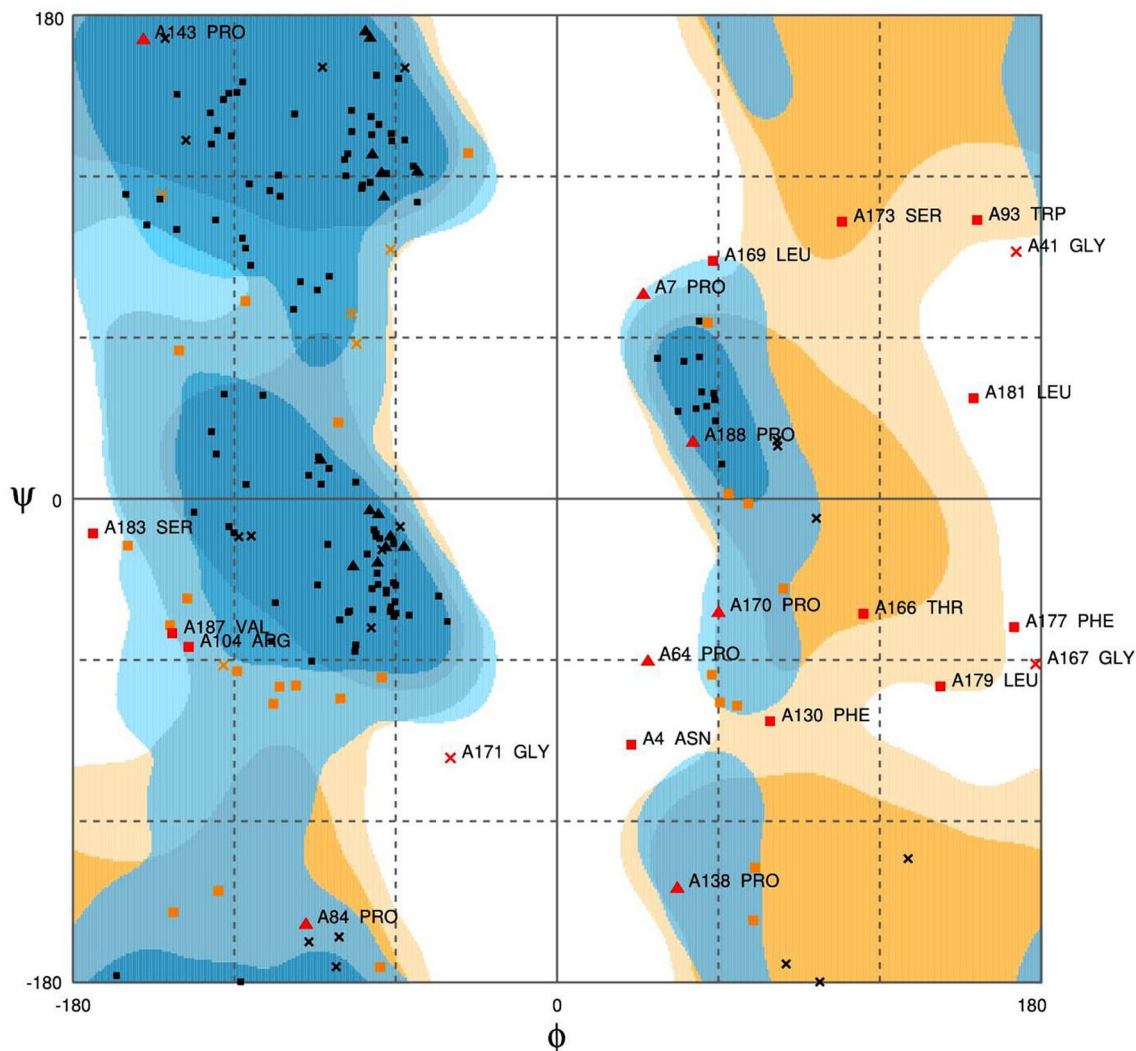 180
A143 PRO
A173 SER
A93 TRP
A41 GLY
A169 LEU
A7 PRO
A181 LEU
A188 PRO
ψ
0
A183 SER
A170 PRO
A166 THR
A187 VAL
A177 PHE
A104 ARG
A64 PRO
A167 GLY
A179 LEU
A130 PHE
A4 ASN
A171 GLY
A138 PRO
A84 PRO
-180
-180
0
180
ϕ